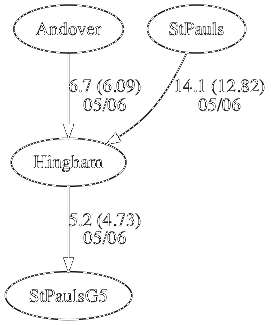 Andover
StPauls
6.7 (6.09)
05/06
14.1 (12.82)
05/06
Hingham
5.2 (4.73)
05/06
StPaulsG5